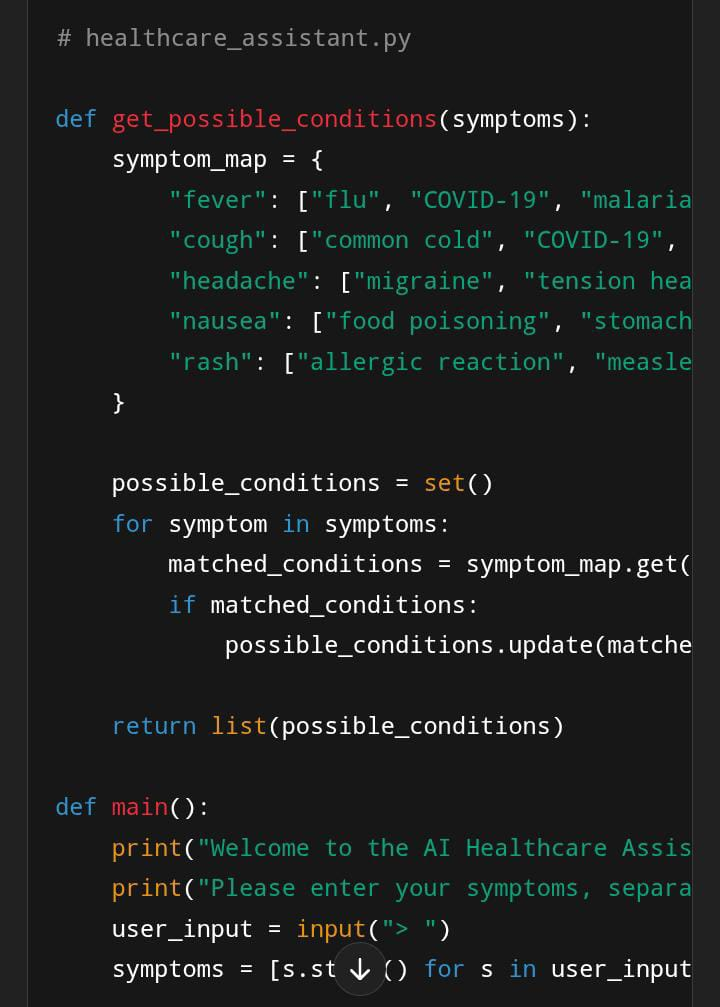 # healthcare_assistant.py
def get_possible_conditions(symptoms):
symptom_map = {
"fever": ["flu", "COVID-19", "malaria
"cough": ["common cold", "COVID-19",
"headache": ["migraine", "tension hea
"nausea": ["food poisoning", "stomach
"rash": ["allergic reaction", "measle
}
possible_conditions = set()
for symptom in symptoms:
matched_conditions = symptom_map.get(
if matched_conditions:
possible_conditions.update(matche
return list(possible_conditions)
def main():
print("Welcome to the AI Healthcare Assis
print("Please enter your symptoms, separa
user_input = input("> ")
symptoms = [s.st () for s in user_input